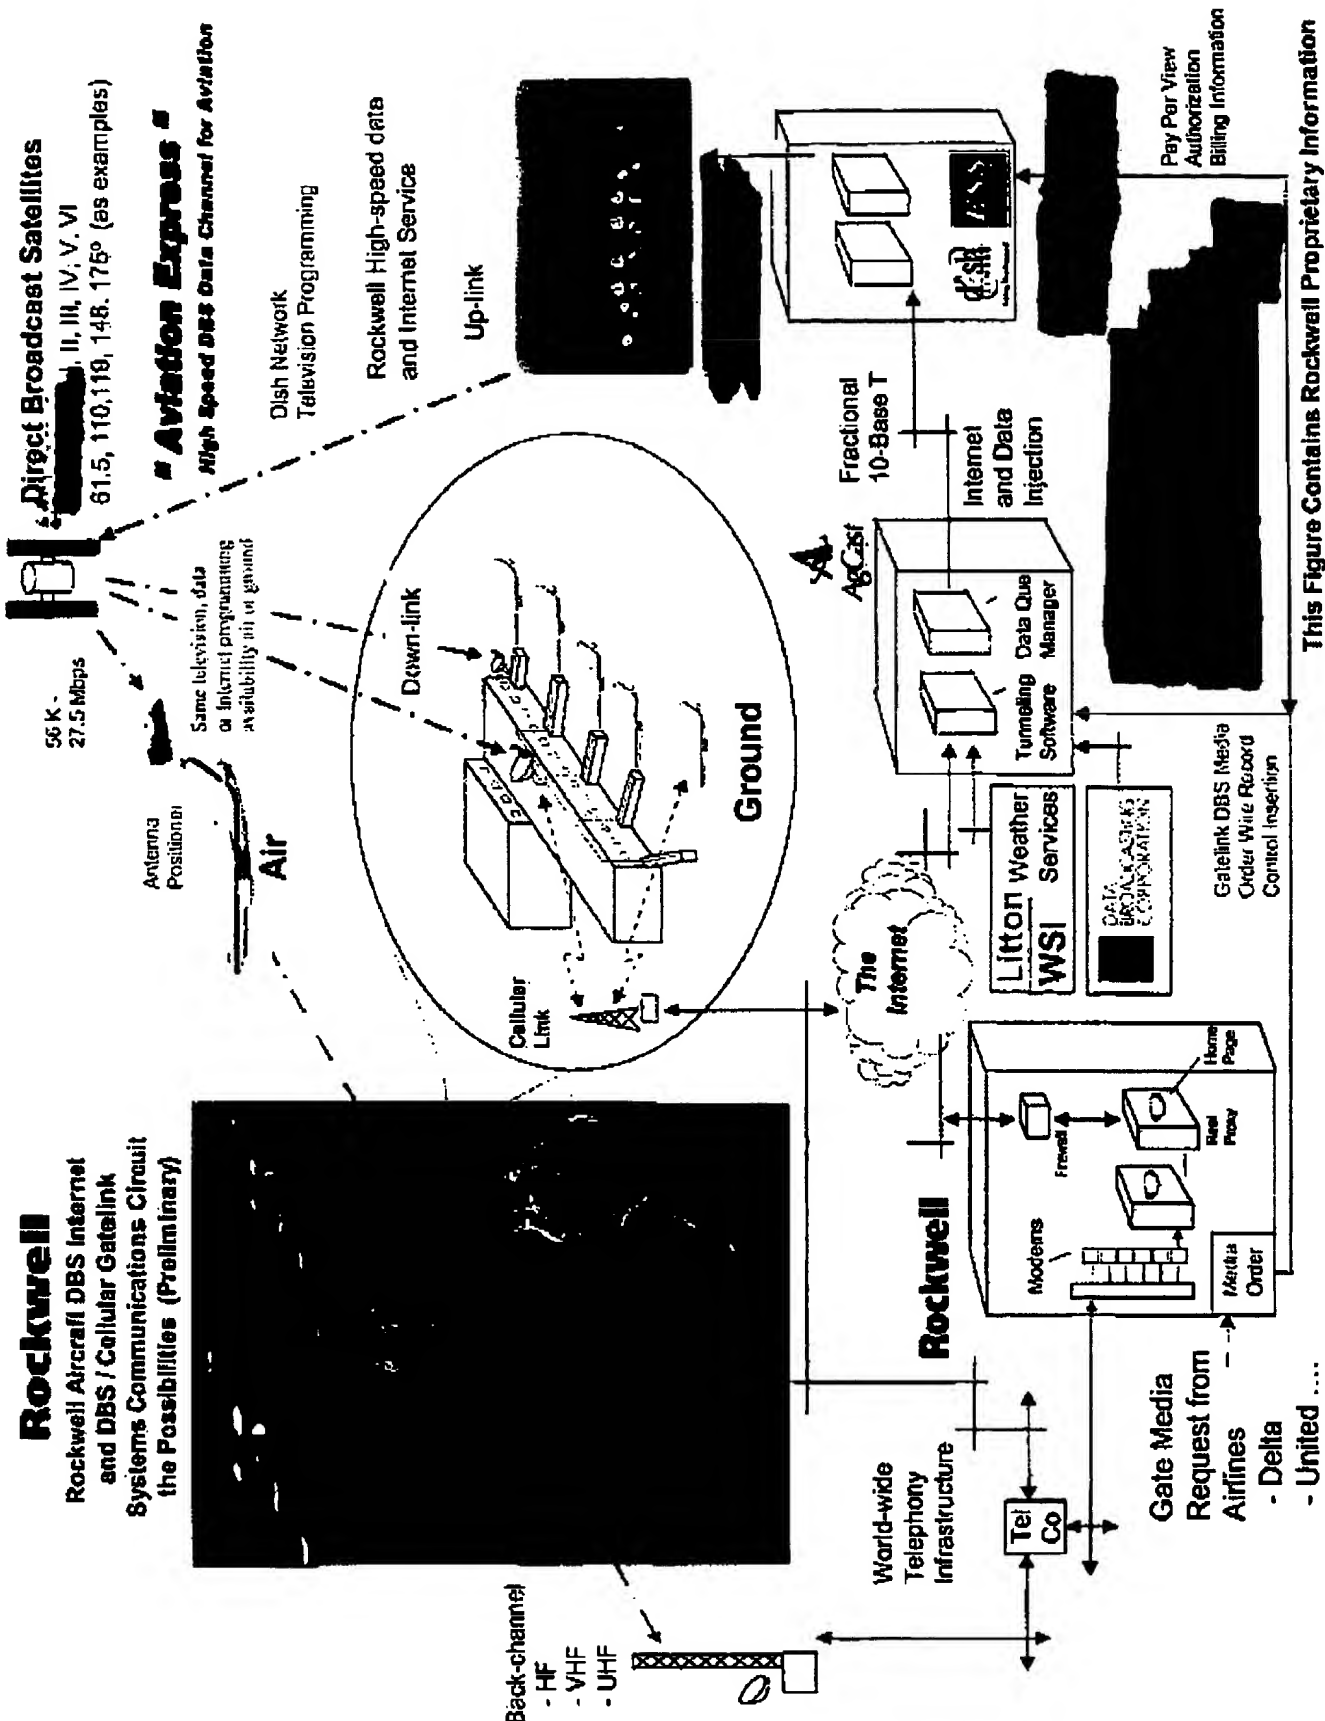 Rockwell
Rockwell Aircraft DBS Internet
and DBS / Cellular Gatelink
Systems Communications Circuit
the Possibilities (Preliminary)
Direct Broadcast Satellites
I, II, III, IV, V, VI
61.5, 110,119, 148. 175º (as examples)
"Aviation Express"
High Speed DBS Data Channel for Aviation
56 K -
27.5 Mbps
Same television, data
or Internet programming
availability air or ground
Antenna
Positioner
Air
Dish Network
Television Programming
Rockwell High-speed data
and Internet Service
Up-link
Down-link
Ground
Cellular
Link
Back-channel
- HF
- VHF
- UHF
World-wide
Telephony
Infrastructure
Tel
Co
Rockwell
The
Internet
Modems
Firewall
Proxy
Home
Page
Media
Order
Gate Media
Request from
Airlines
- Delta
- United ....
Litton Weather
WSI Services
DATA
BROADCASTING
CORPORATION
AgCast
Tunneling
Software
Data Que
Manager
Fractional
10-Base T
Internet
and Data
Injection
dish
Gatelink DBS Media
Order Wire Record
Control Insertion
Pay Per View
Authorization
Billing Information
This Figure Contains Rockwell Proprietary Information